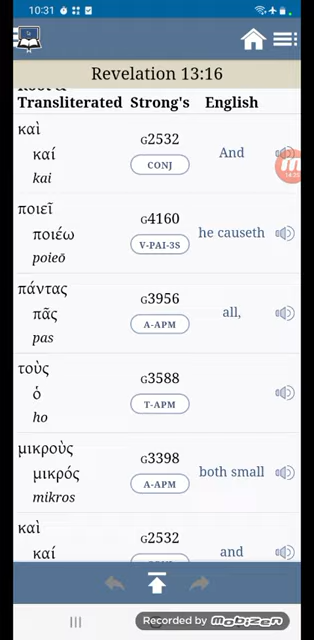 10:31
Revelation 13:16
Transliterated Strong's English
καὶ
καί
kai
G2532
CONJ
And
ποιεῖ
ποιέω
poieō
G4160
V-PAI-3S
he causeth
πάντας
πᾶς
pas
G3956
A-APM
all,
τοὺς
ὁ
ho
G3588
T-APM
μικροὺς
μικρός
mikros
G3398
A-APM
both small
καὶ
καί
G2532
and
Recorded by Mobizen